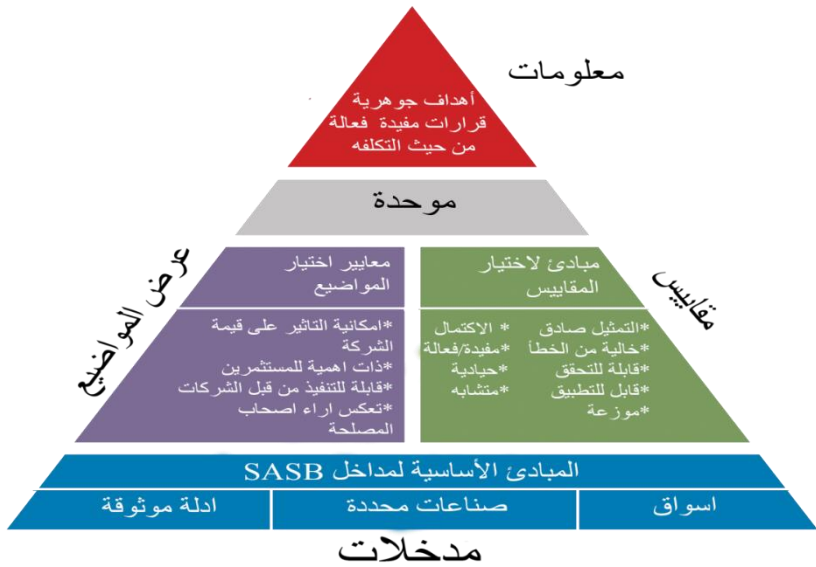 معلومات
أهداف جوهرية
قرارات مفيدة فعالة
من حيث التكلفه
موحدة
عرض المواضيع
مقاييس
مبادئ لاختيار
المقاييس
*التمثيل صادق
*خالية من الخطأ
*قابلة للتحقق
*قابل للتطبيق
*موزعة
* الاكتمال
*مفيدة/فعالة
*حيادية
*متشابه
معايير اختيار
المواضيع
*امكانية التاثير على قيمة
الشركة
*ذات اهمية للمستثمرين
*قابلة للتنفيذ من قبل الشركات
*تعكس اراء اصحاب
المصلحة
المبادئ الأساسية لمداخل SASB
اسواق
صناعات محددة
ادلة موثوقة
مدخلات